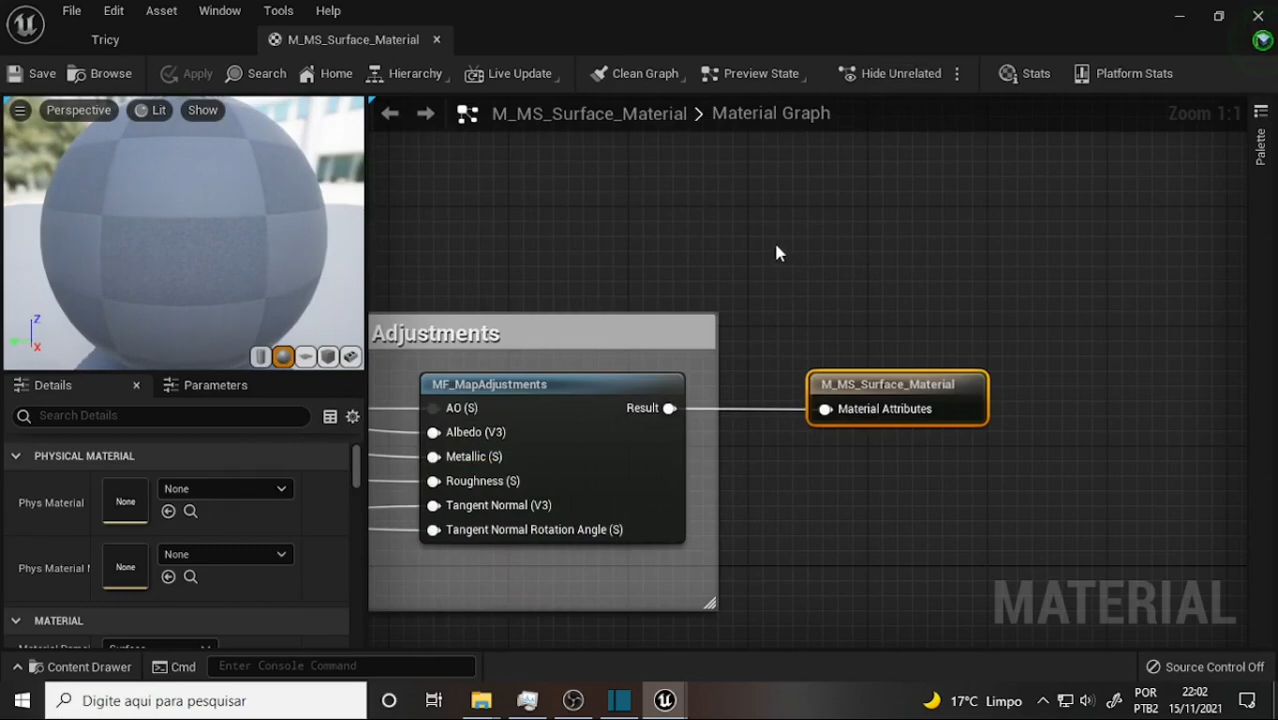 File Edit Asset Window Tools Help
Tricy M_MS_Surface_Material
Save Browse Apply Search Home Hierarchy Live Update Clean Graph Preview State Hide Unrelated Stats Platform Stats
Perspective Lit Show
M_MS_Surface_Material > Material Graph
Zoom 1:1
Palette
Z
X
Adjustments
MF_MapAdjustments
AO (S) Result
Albedo (V3)
Metallic (S)
Roughness (S)
Tangent Normal (V3)
Tangent Normal Rotation Angle (S)
M_MS_Surface_Material
Material Attributes
MATERIAL
Details Parameters
Search Details
PHYSICAL MATERIAL
Phys Material None None
Phys Material None None
MATERIAL
Surface
Content Drawer Cmd Enter Console Command Source Control Off
Digite aqui para pesquisar
17°C Limpo
POR
PTB2
22:02
15/11/2021